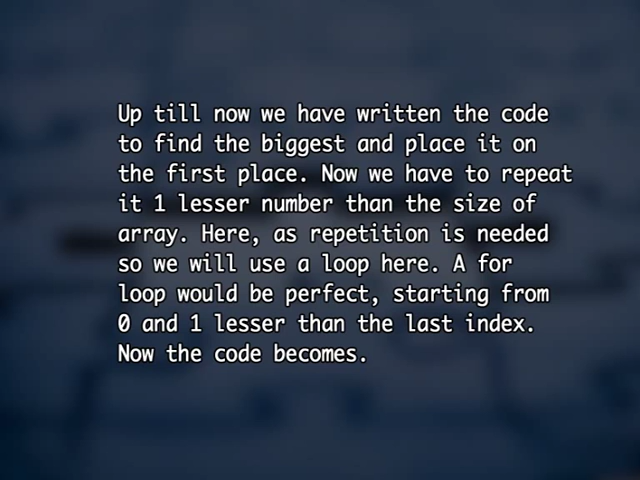 Up till now we have written the code
to find the biggest and place it on
the first place. Now we have to repeat
it 1 lesser number than the size of
array. Here, as repetition is needed
so we will use a loop here. A for
loop would be perfect, starting from
0 and 1 lesser than the last index.
Now the code becomes.